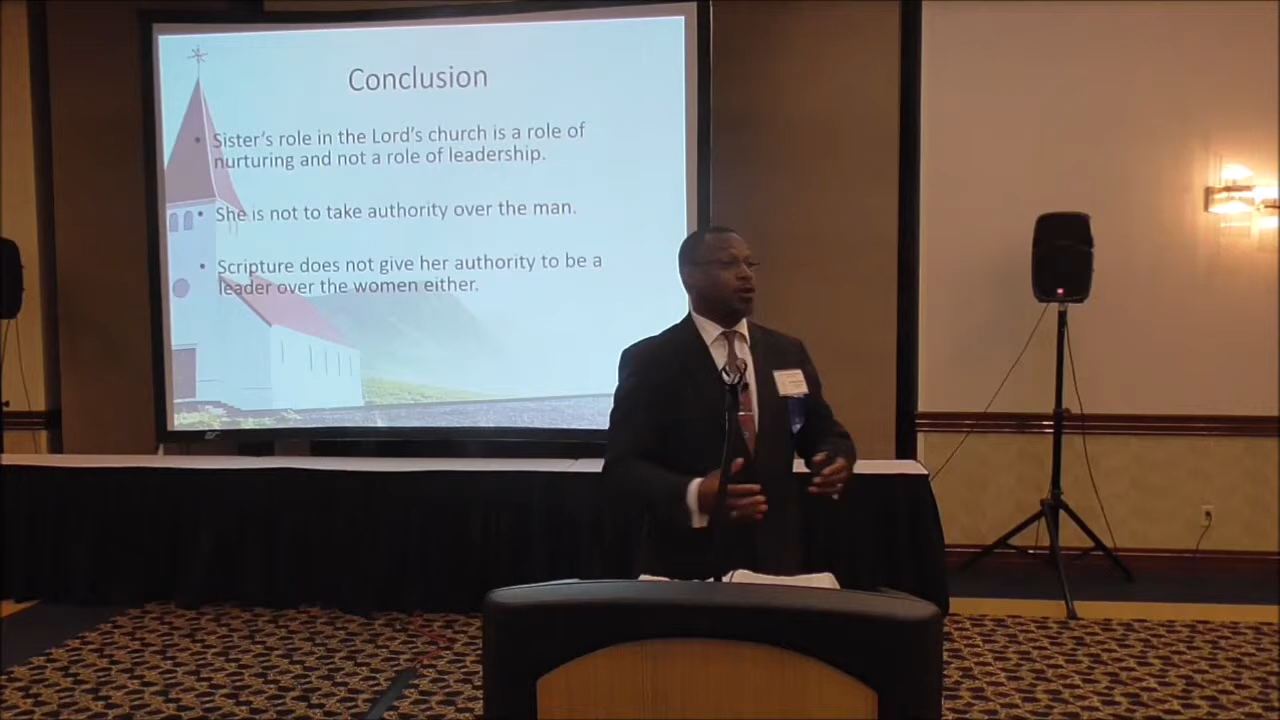 Conclusion
• Sister's role in the Lord's church is a role of
nurturing and not a role of leadership.
• She is not to take authority over the man.
• Scripture does not give her authority to be a
leader over the women either.